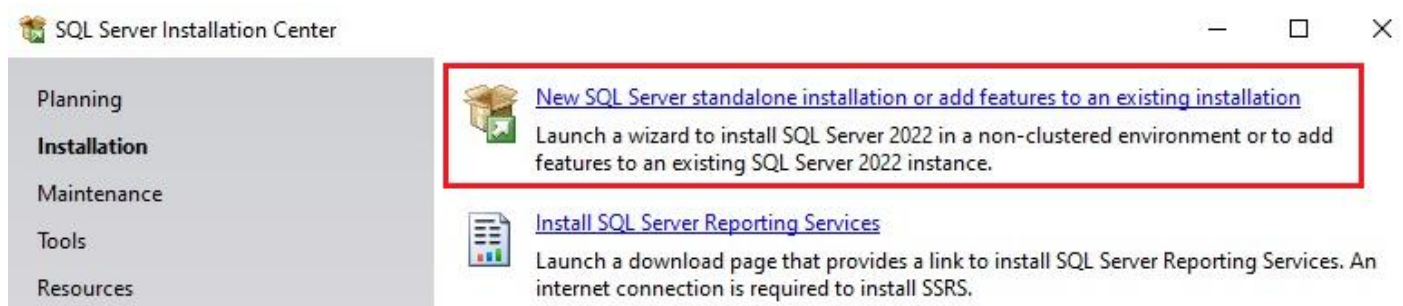 SQL Server Installation Center
Planning
Installation
Maintenance
Tools
Resources
New SQL Server standalone installation or add features to an existing installation
Launch a wizard to install SQL Server 2022 in a non-clustered environment or to add
features to an existing SQL Server 2022 instance.
Install SQL Server Reporting Services
Launch a download page that provides a link to install SQL Server Reporting Services. An
internet connection is required to install SSRS.